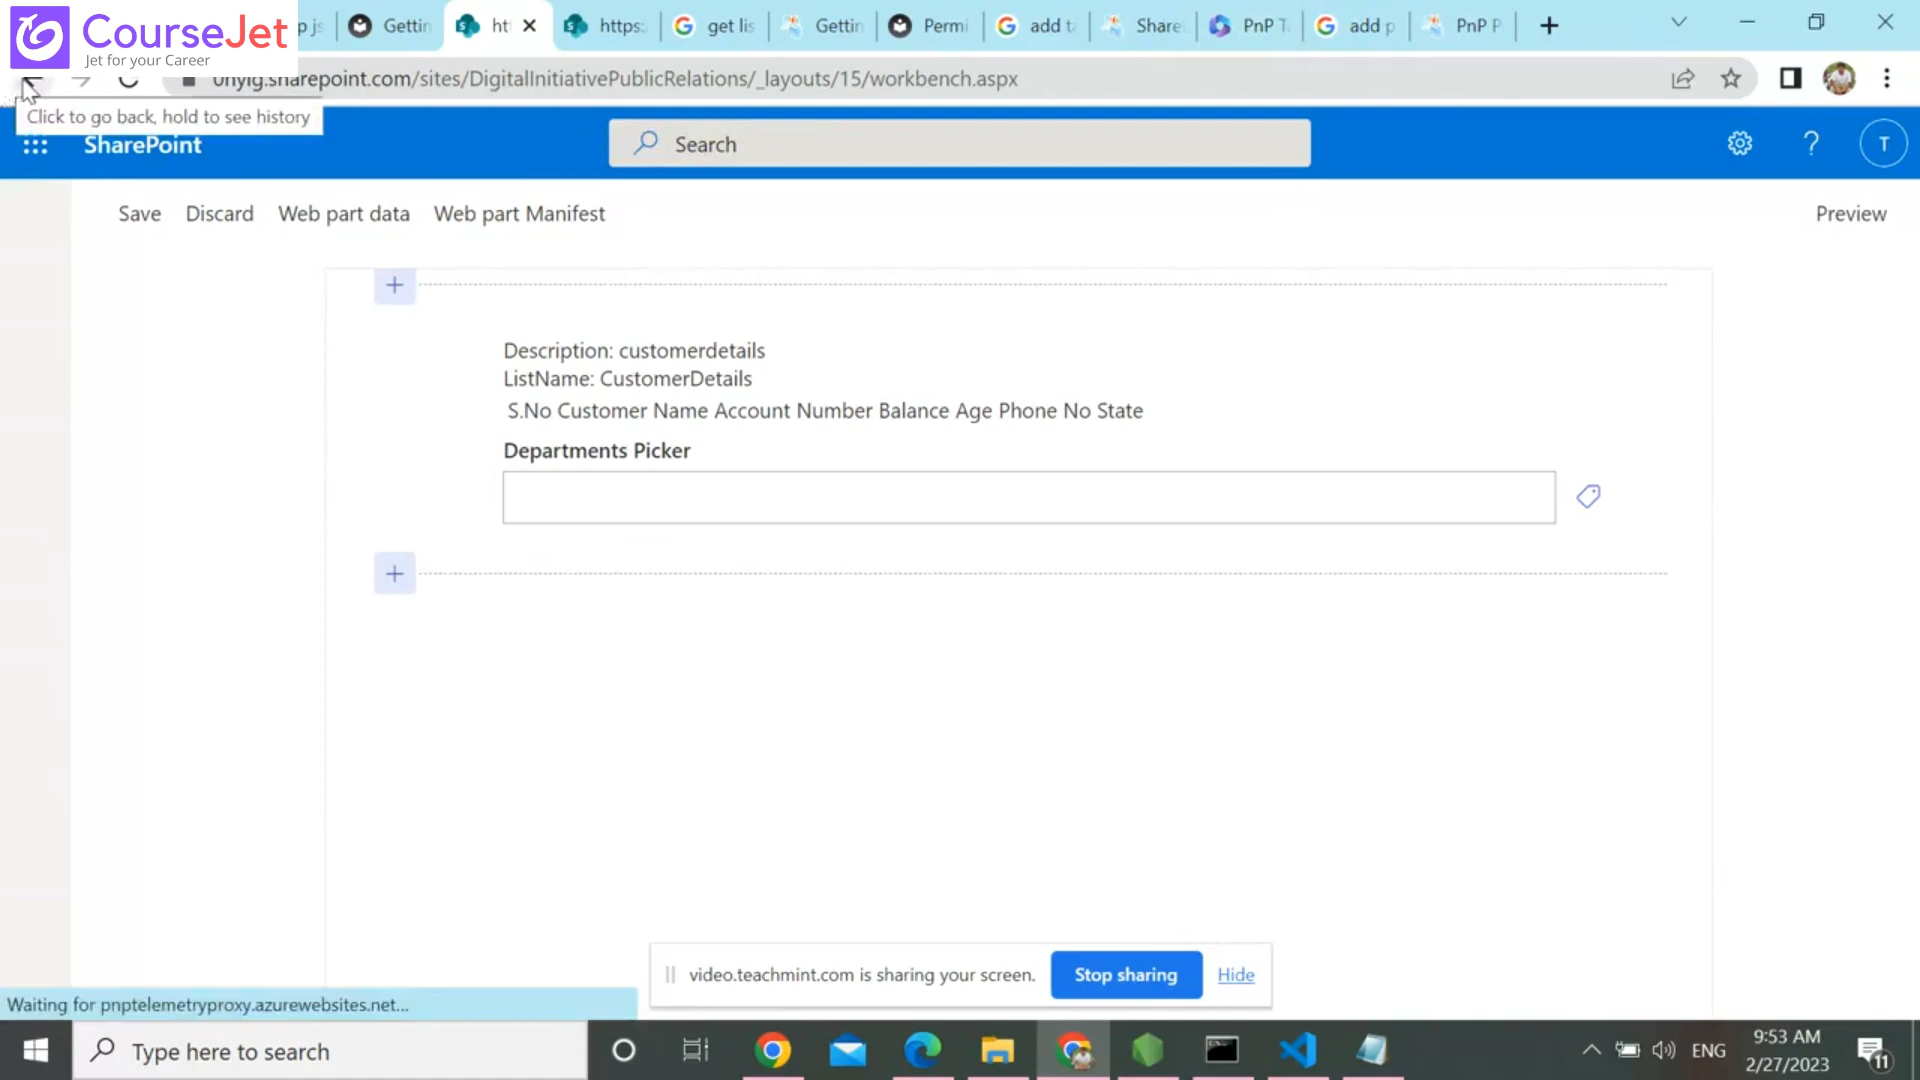 CourseJet
Jet for your Career
p js
Gettin
ht
https:
get lis
Gettin
Permi
add ta
Share
PnP T
add p
PnP P
.sharepoint.com/sites/DigitalInitiativePublicRelations/_layouts/15/workbench.aspx
Click to go back, hold to see history
SharePoint
Search
T
Save Discard Web part data Web part Manifest
Preview
Description: customerdetails
ListName: CustomerDetails
S.No Customer Name Account Number Balance Age Phone No State
Departments Picker
video.teachmint.com is sharing your screen.
Stop sharing
Hide
Waiting for pnptelemetryproxy.azurewebsites.net...
Type here to search
ENG
9:53 AM
2/27/2023
11